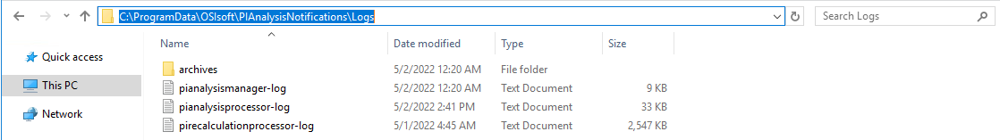 C:\ProgramData\OSIsoft\PIAnalysisNotifications\Logs
Search Logs
Quick access
This PC
Network
Name Date modified Type Size
archives 5/2/2022 12:20 AM File folder
pianalysismanager-log 5/2/2022 12:20 AM Text Document 9 KB
pianalysisprocessor-log 5/2/2022 2:41 PM Text Document 33 KB
pirecalculationprocessor-log 5/1/2022 4:45 AM Text Document 2,547 KB